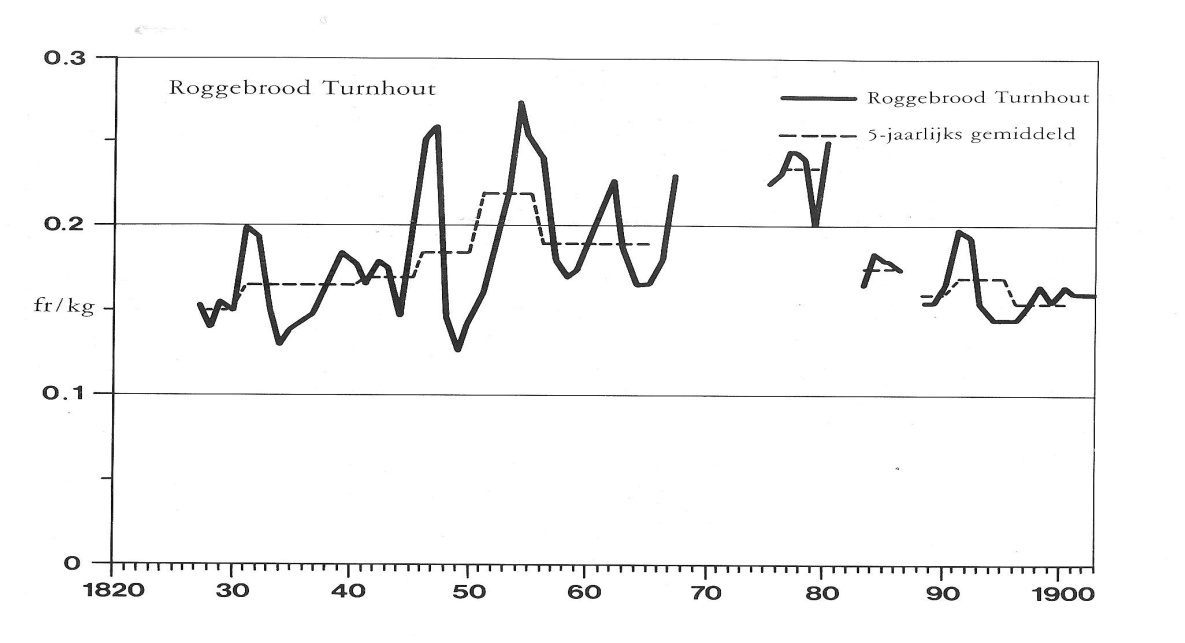 0.3
Roggebrood Turnhout
Roggebrood Turnhout
5-jaarlijks gemiddeld
0.2
fr/kg
0.1
0
1820 30 40 50 60 70 80 90 1900